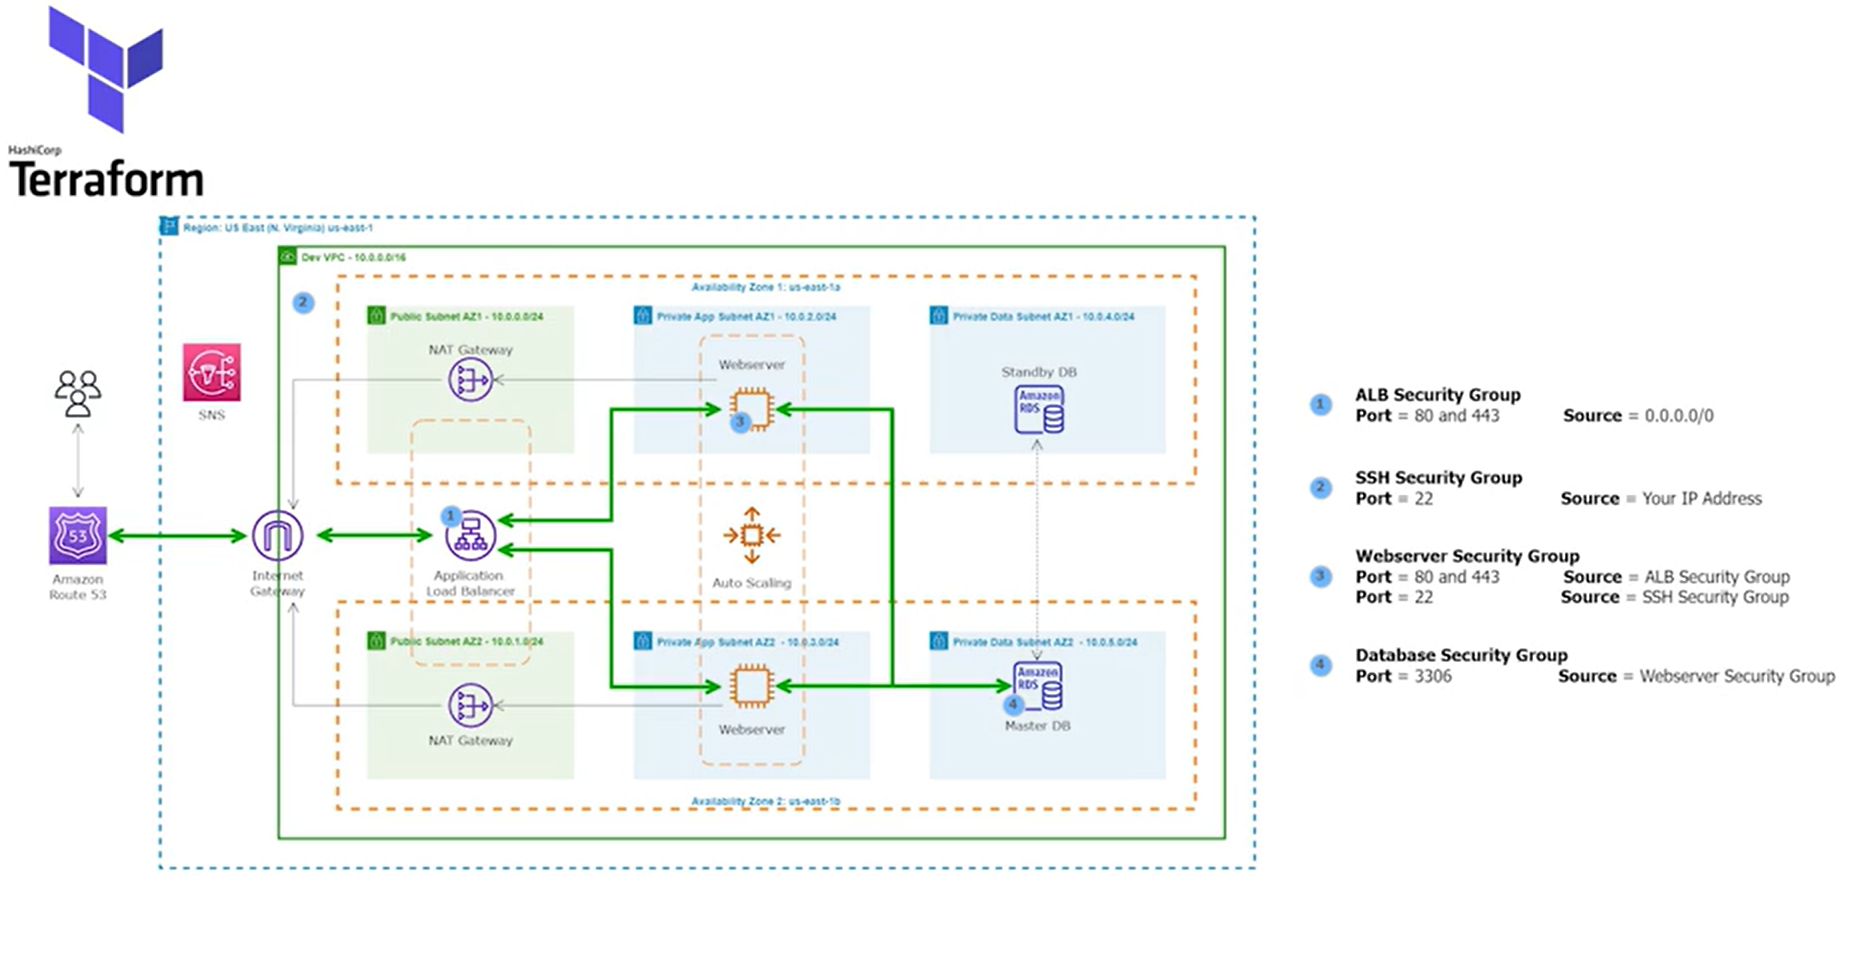 HashiCorp
Terraform
Region: US East (N. Virginia) us-east-1
Dev VPC - 10.0.0.0/16
2
Availability Zone 1: us-east-1a
Public Subnet AZ1 - 10.0.0.0/24
Private App Subnet AZ1 - 10.0.2.0/24
Private Data Subnet AZ1 - 10.0.4.0/24
NAT Gateway
Webserver
3
Standby DB
Amazon
RDS
SNS
53
Amazon
Route 53
Internet
Gateway
1
Application
Load Balancer
Auto Scaling
Public Subnet AZ2 - 10.0.1.0/24
Private App Subnet AZ2 - 10.0.3.0/24
Private Data Subnet AZ2 - 10.0.5.0/24
NAT Gateway
Webserver
Amazon
RDS
4
Master DB
Availability Zone 2: us-east-1b
1
ALB Security Group
Port = 80 and 443 Source = 0.0.0.0/0
2
SSH Security Group
Port = 22 Source = Your IP Address
3
Webserver Security Group
Port = 80 and 443 Source = ALB Security Group
Port = 22 Source = SSH Security Group
4
Database Security Group
Port = 3306 Source = Webserver Security Group